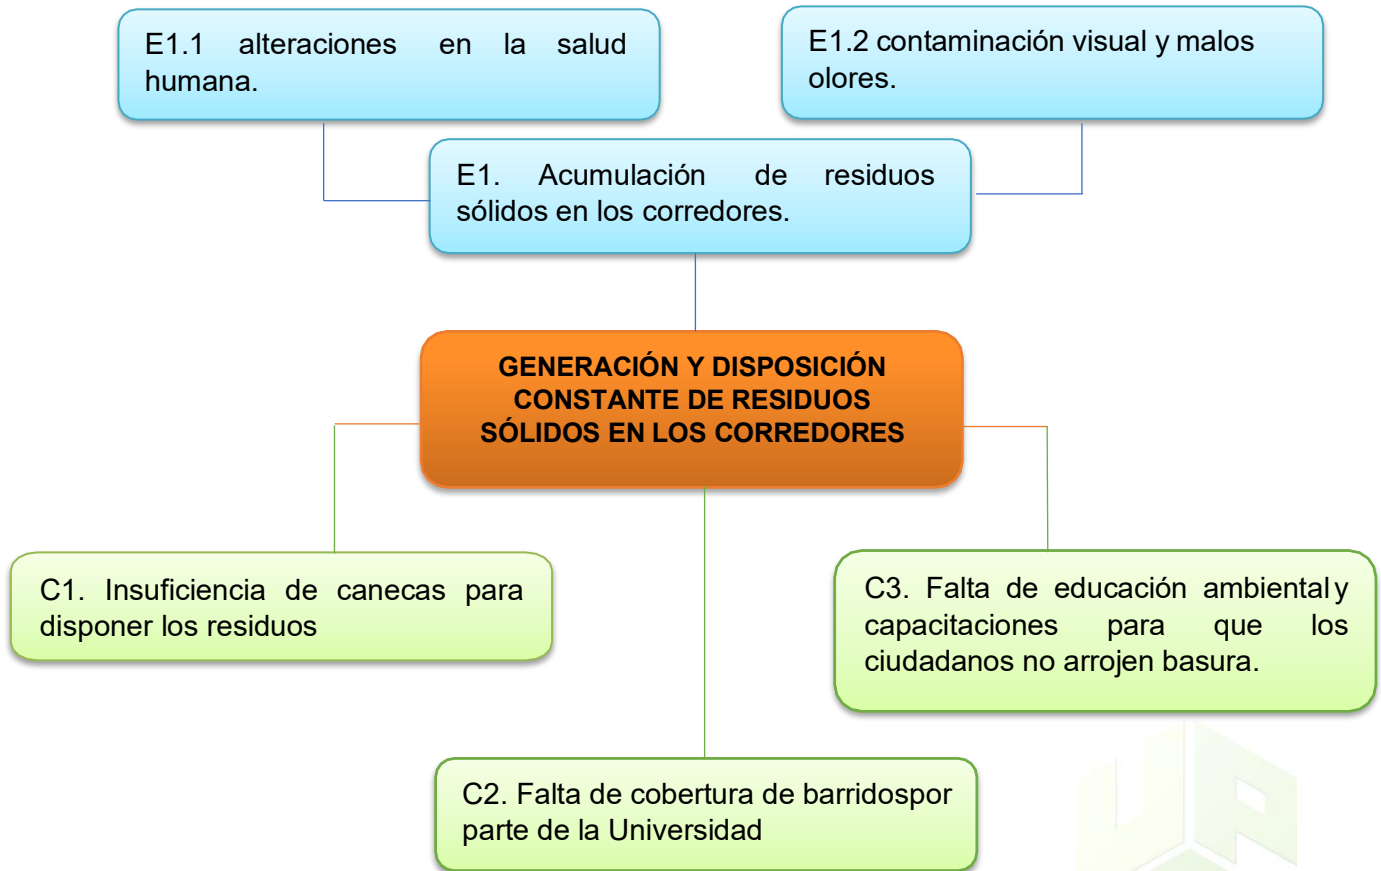 E1.1 alteraciones en la salud
humana.
E1.2 contaminación visual y malos
olores.
E1. Acumulación de residuos
sólidos en los corredores.
GENERACIÓN Y DISPOSICIÓN
CONSTANTE DE RESIDUOS
SÓLIDOS EN LOS CORREDORES
C1. Insuficiencia de canecas para
disponer los residuos
C3. Falta de educación ambiental y
capacitaciones para que los
ciudadanos no arrojen basura.
C2. Falta de cobertura de barridospor
parte de la Universidad